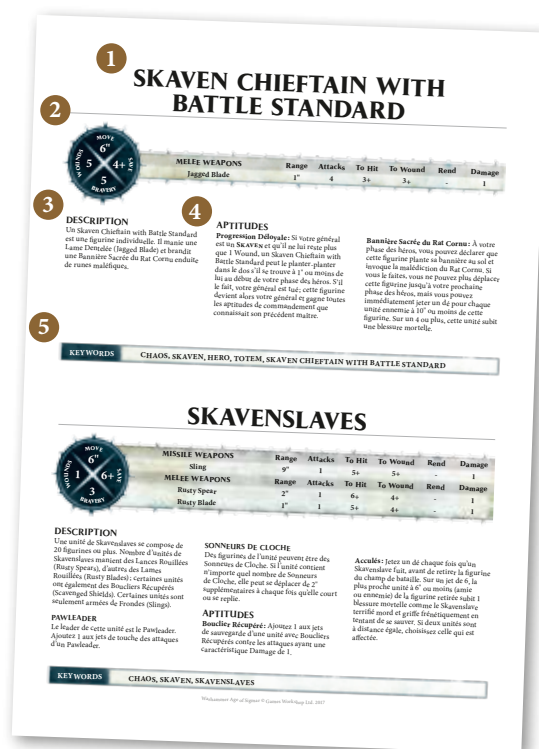 1
SKAVEN CHIEFTAIN WITH
BATTLE STANDARD
2
MOVE
6"
WOUNDS
5
4+
SAVE
5
BRAVERY
MELEE WEAPONS Range Attacks To Hit To Wound Rend Damage
Jagged Blade 1" 4 3+ 3+ - 1
3
DESCRIPTION
Un Skaven Chieftain with Battle Standard
est une figurine individuelle. Il manie une
Lame Dentelée (Jagged Blade) et brandit
une Bannière Sacrée du Rat Cornu enduite
de runes maléfiques.
4
APTITUDES
Progression Déloyale: Si votre général
est un SKAVEN et qu'il ne lui reste plus
que 1 Wound, un Skaven Chieftain with
Battle Standard peut le planter-planter
dans le dos s'il se trouve à 1" ou moins de
lui au début de votre phase des héros. S'il
le fait, votre général est tué; cette figurine
devient alors votre général et gagne toutes
les aptitudes de commandement que
connaissait son précédent maître.
Bannière Sacrée du Rat Cornu: À votre
phase des héros, vous pouvez déclarer que
cette figurine plante sa bannière au sol et
invoque la malédiction du Rat Cornu. Si
vous le faites, vous ne pouvez plus déplacer
cette figurine jusqu'à votre prochaine
phase des héros, mais vous pouvez
immédiatement jeter un dé pour chaque
unité ennemie à 10" ou moins de cette
figurine. Sur un 4 ou plus, cette unité subit
une blessure mortelle.
5
KEYWORDS CHAOS, SKAVEN, HERO, TOTEM, SKAVEN CHIEFTAIN WITH BATTLE STANDARD
SKAVENSLAVES
MOVE
6"
WOUNDS
1
6+
SAVE
3
BRAVERY
MISSILE WEAPONS Range Attacks To Hit To Wound Rend Damage
Sling 9" 1 5+ 5+ - 1
MELEE WEAPONS Range Attacks To Hit To Wound Rend Damage
Rusty Spear 2" 1 6+ 4+ - 1
Rusty Blade 1" 1 5+ 4+ - 1
DESCRIPTION
Une unité de Skavenslaves se compose de
20 figurines ou plus. Nombre d'unités de
Skavenslaves manient des Lances Rouillées
(Rusty Spears), d'autres des Lames
Rouillées (Rusty Blades); certaines unités
ont également des Boucliers Récupérés
(Scavenged Shields). Certaines unités sont
seulement armées de Frondes (Slings).
PAWLEADER
Le leader de cette unité est le Pawleader.
Ajoutez 1 aux jets de touche des attaques
d'un Pawleader.
SONNEURS DE CLOCHE
Des figurines de l'unité peuvent être des
Sonneurs de Cloche. Si l'unité contient
n'importe quel nombre de Sonneurs
de Cloche, elle peut se déplacer de 2"
supplémentaires à chaque fois qu'elle court
ou se replie.
APTITUDES
Bouclier Récupéré: Ajoutez 1 aux jets
de sauvegarde d'une unité avec Boucliers
Récupérés contre les attaques ayant une
caractéristique Damage de 1.
Acculés: Jetez un dé chaque fois qu'un
Skavenslave fuit, avant de retirer la figurine
du champ de bataille. Sur un jet de 6, la
plus proche unité à 6" ou moins (amie
ou ennemie) de la figurine retirée subit 1
blessure mortelle comme le Skavenslave
terrifié mord et griffe frénétiquement en
tentant de se sauver. Si deux unités sont
à distance égale, choisissez celle qui est
affectée.
KEYWORDS CHAOS, SKAVEN, SKAVENSLAVES
Warhammer Age of Sigmar © Games Workshop Ltd. 2017